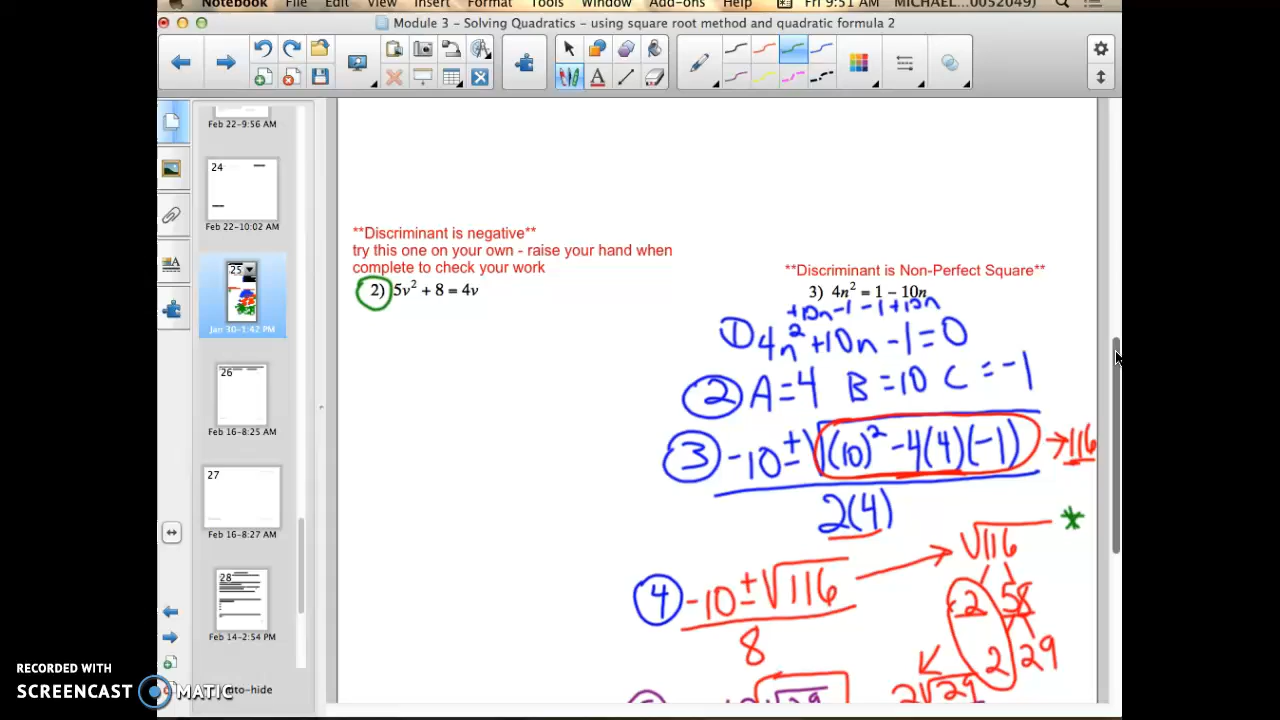 Notebook File Edit View Insert Format Tools Window Add-ons Help Fri 9:51 AM MICHAEL ...0052049)
Module 3 - Solving Quadratics - using square root method and quadratic formula 2
Feb 22-9:56 AM
24
Feb 22-10:02 AM
25
Jan 30-1:42 PM
26
Feb 16-8:25 AM
27
Feb 16-8:27 AM
28
Feb 14-2:54 PM
uto-hide
**Discriminant is negative**
try this one on your own - raise your hand when
complete to check your work
2) 5v² + 8 = 4v
**Discriminant is Non-Perfect Square**
3) 4n² = 1 − 10n
+10n -1 -1 +10n
① 4n² +10n -1 = 0
② A = 4 B = 10 C = -1
③ -10 ± √(10)² - 4(4)(-1) → 116
2(4)
*
√116
④ -10 ± √116
8
2 58
2 29
2√29
√29
RECORDED WITH
SCREENCAST MATIC